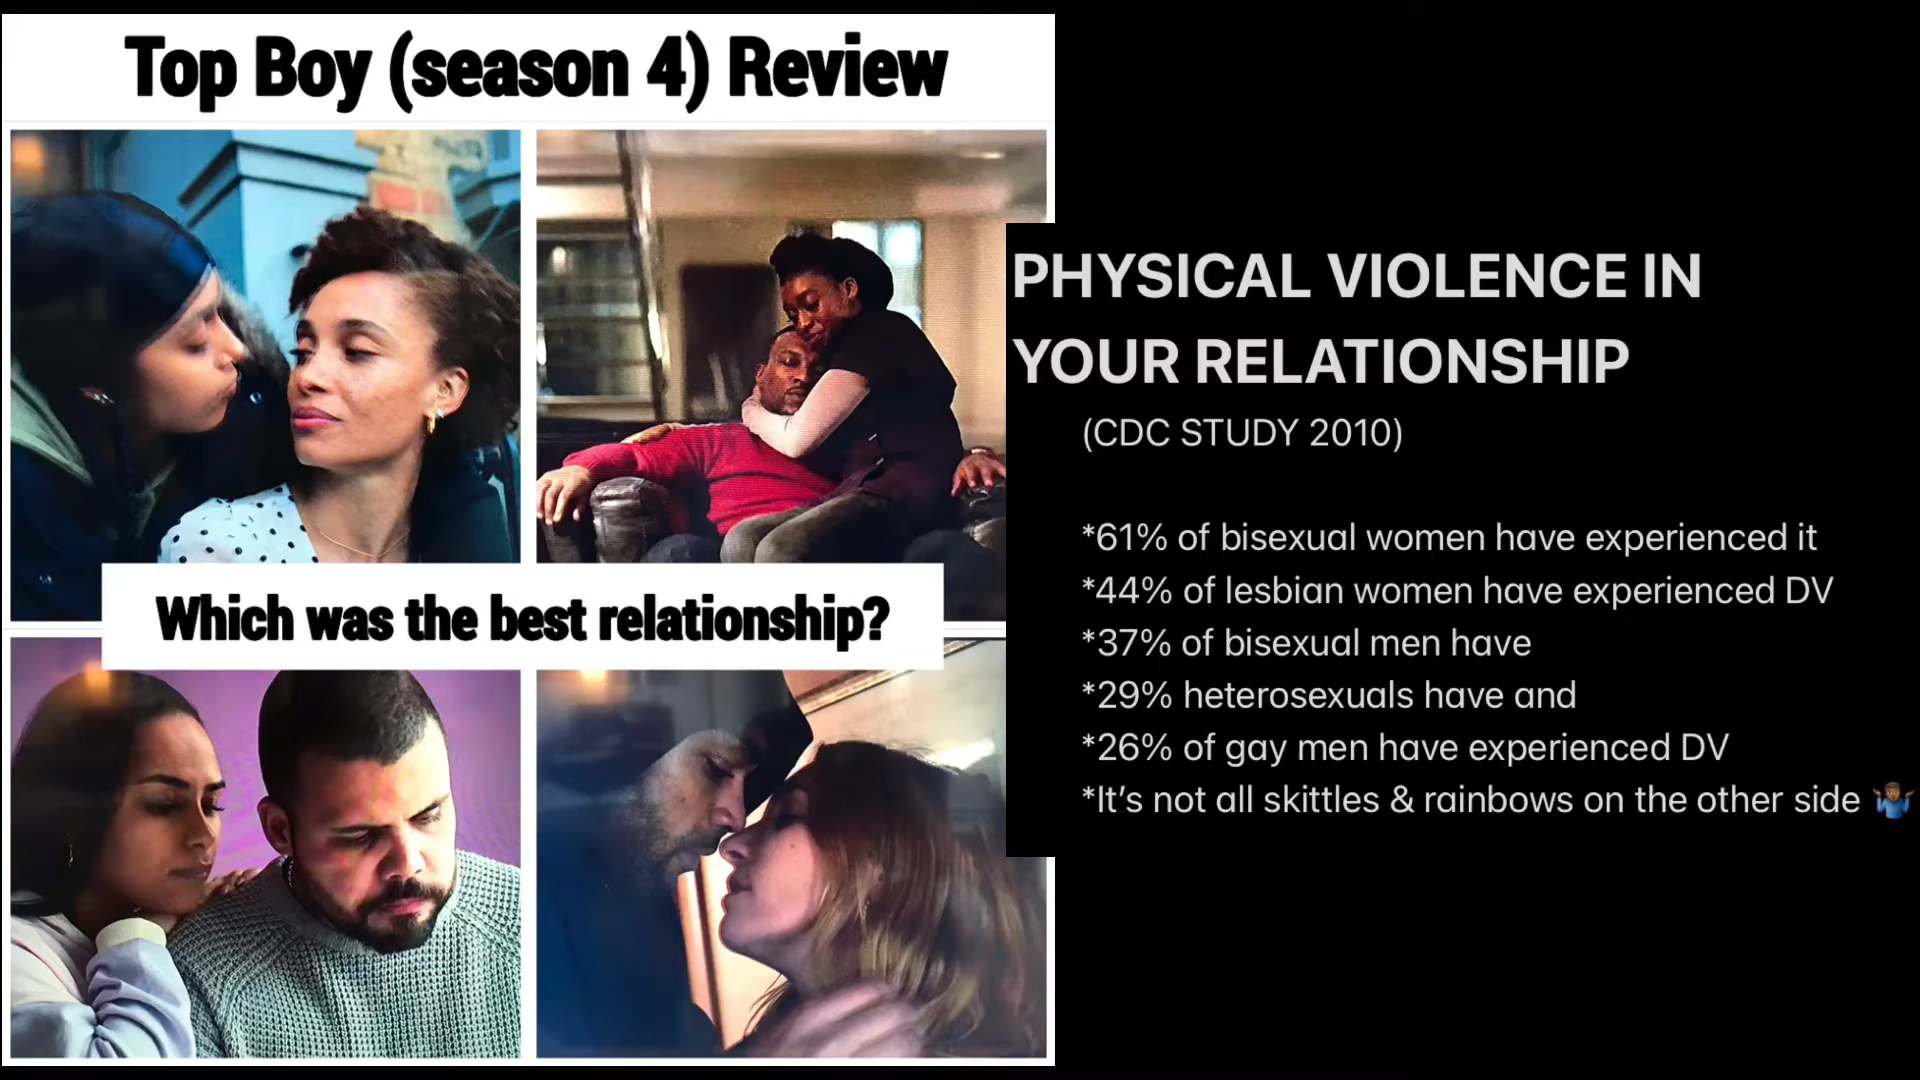 Top Boy (season 4) Review
Which was the best relationship?
PHYSICAL VIOLENCE IN
YOUR RELATIONSHIP
(CDC STUDY 2010)
*61% of bisexual women have experienced it
*44% of lesbian women have experienced DV
*37% of bisexual men have
*29% heterosexuals have and
*26% of gay men have experienced DV
*It’s not all skittles & rainbows on the other side 🤷🏾‍♂️